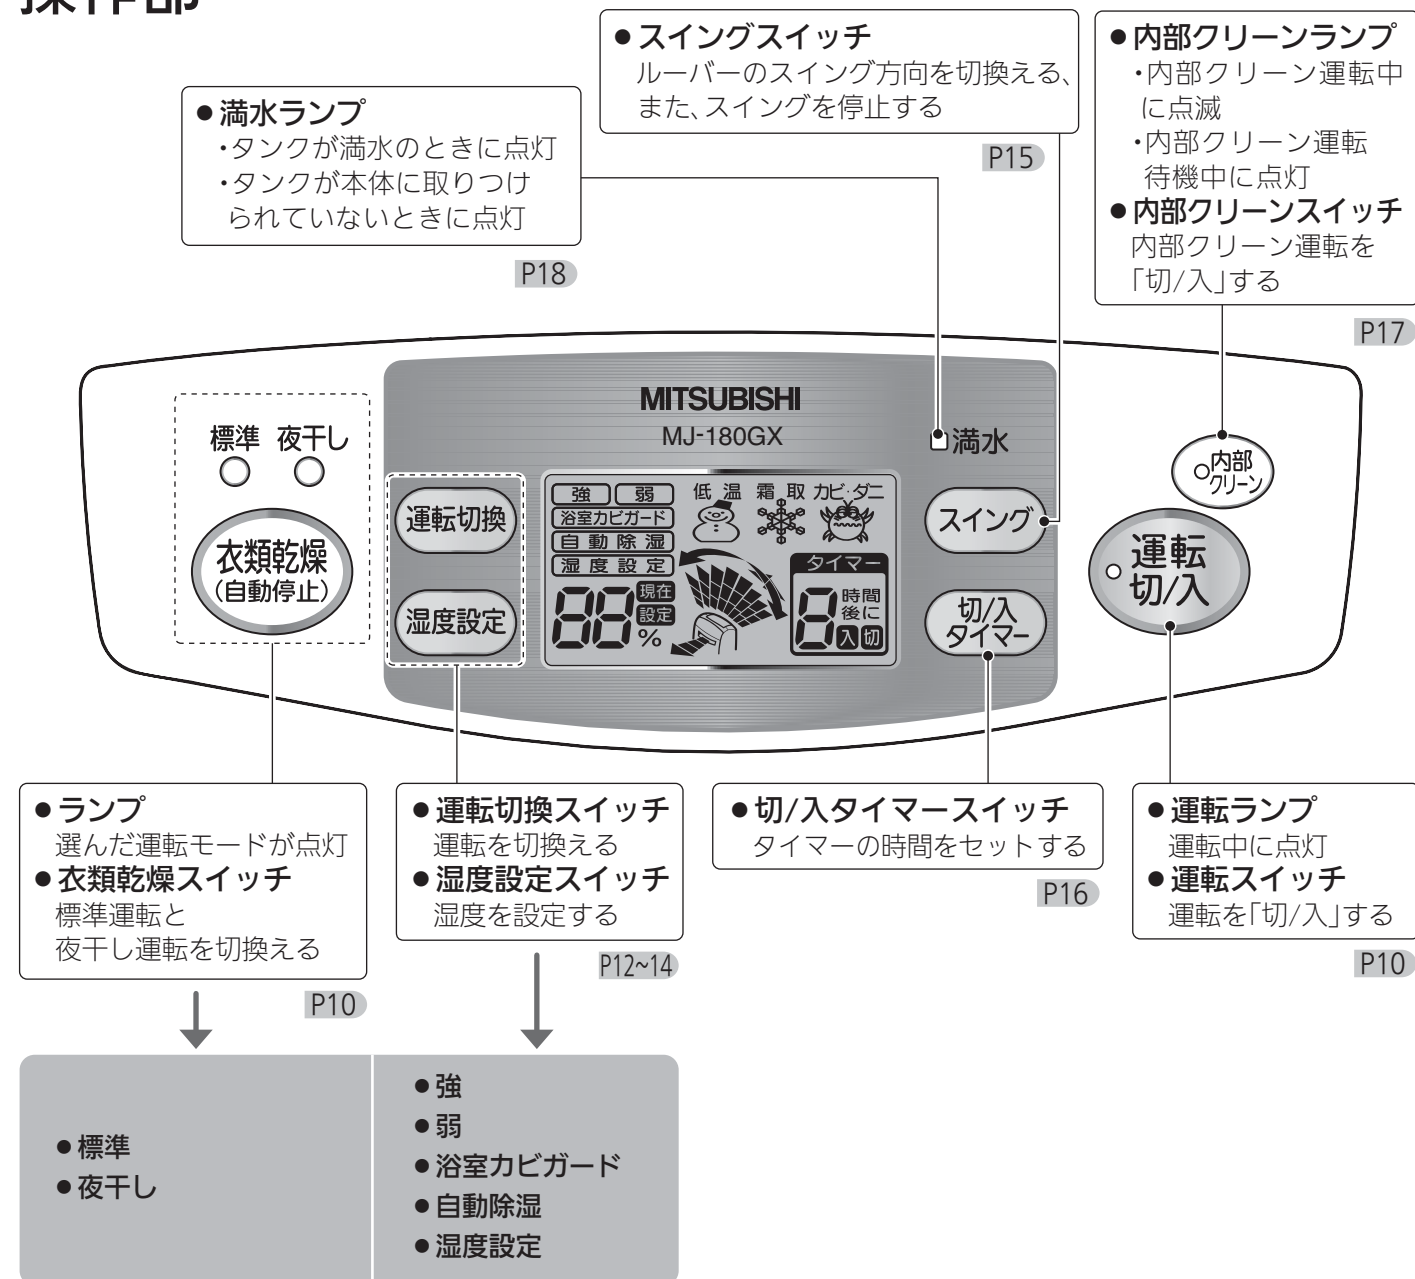 操作部
●スイングスイッチ
ルーバーのスイング方向を切換える、
また、スイングを停止する
P15
●内部クリーンランプ
・内部クリーン運転中
に点滅
・内部クリーン運転
待機中に点灯
●内部クリーンスイッチ
内部クリーン運転を
「切/入」する
P17
●満水ランプ
・タンクが満水のときに点灯
・タンクが本体に取りつけ
られていないときに点灯
P18
標準 夜干し
衣類乾燥
(自動停止)
運転切換
湿度設定
MITSUBISHI
MJ-180GX
満水
強 弱
浴室カビガード
自動除湿
湿度設定
低温 霜取 カビ・ダニ
88
現在
設定
%
タイマー
8
時間
後に
入 切
スイング
切/入
タイマー
内部
クリーン
運転
切/入
●ランプ
選んだ運転モードが点灯
●衣類乾燥スイッチ
標準運転と
夜干し運転を切換える
P10
●運転切換スイッチ
運転を切換える
●湿度設定スイッチ
湿度を設定する
P12~14
●切/入タイマースイッチ
タイマーの時間をセットする
P16
●運転ランプ
運転中に点灯
●運転スイッチ
運転を「切/入」する
P10
●標準
●夜干し
●強
●弱
●浴室カビガード
●自動除湿
●湿度設定